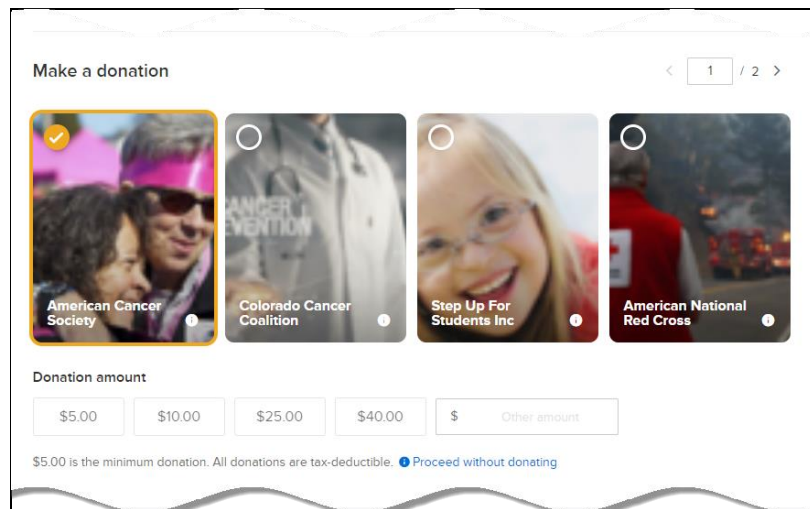 Make a donation
1 / 2
CANCER
PREVENTION
American Cancer
Society
Colorado Cancer
Coalition
Step Up For
Students Inc
American National
Red Cross
Donation amount
$5.00 $10.00 $25.00 $40.00 $ Other amount
$5.00 is the minimum donation. All donations are tax-deductible. Proceed without donating